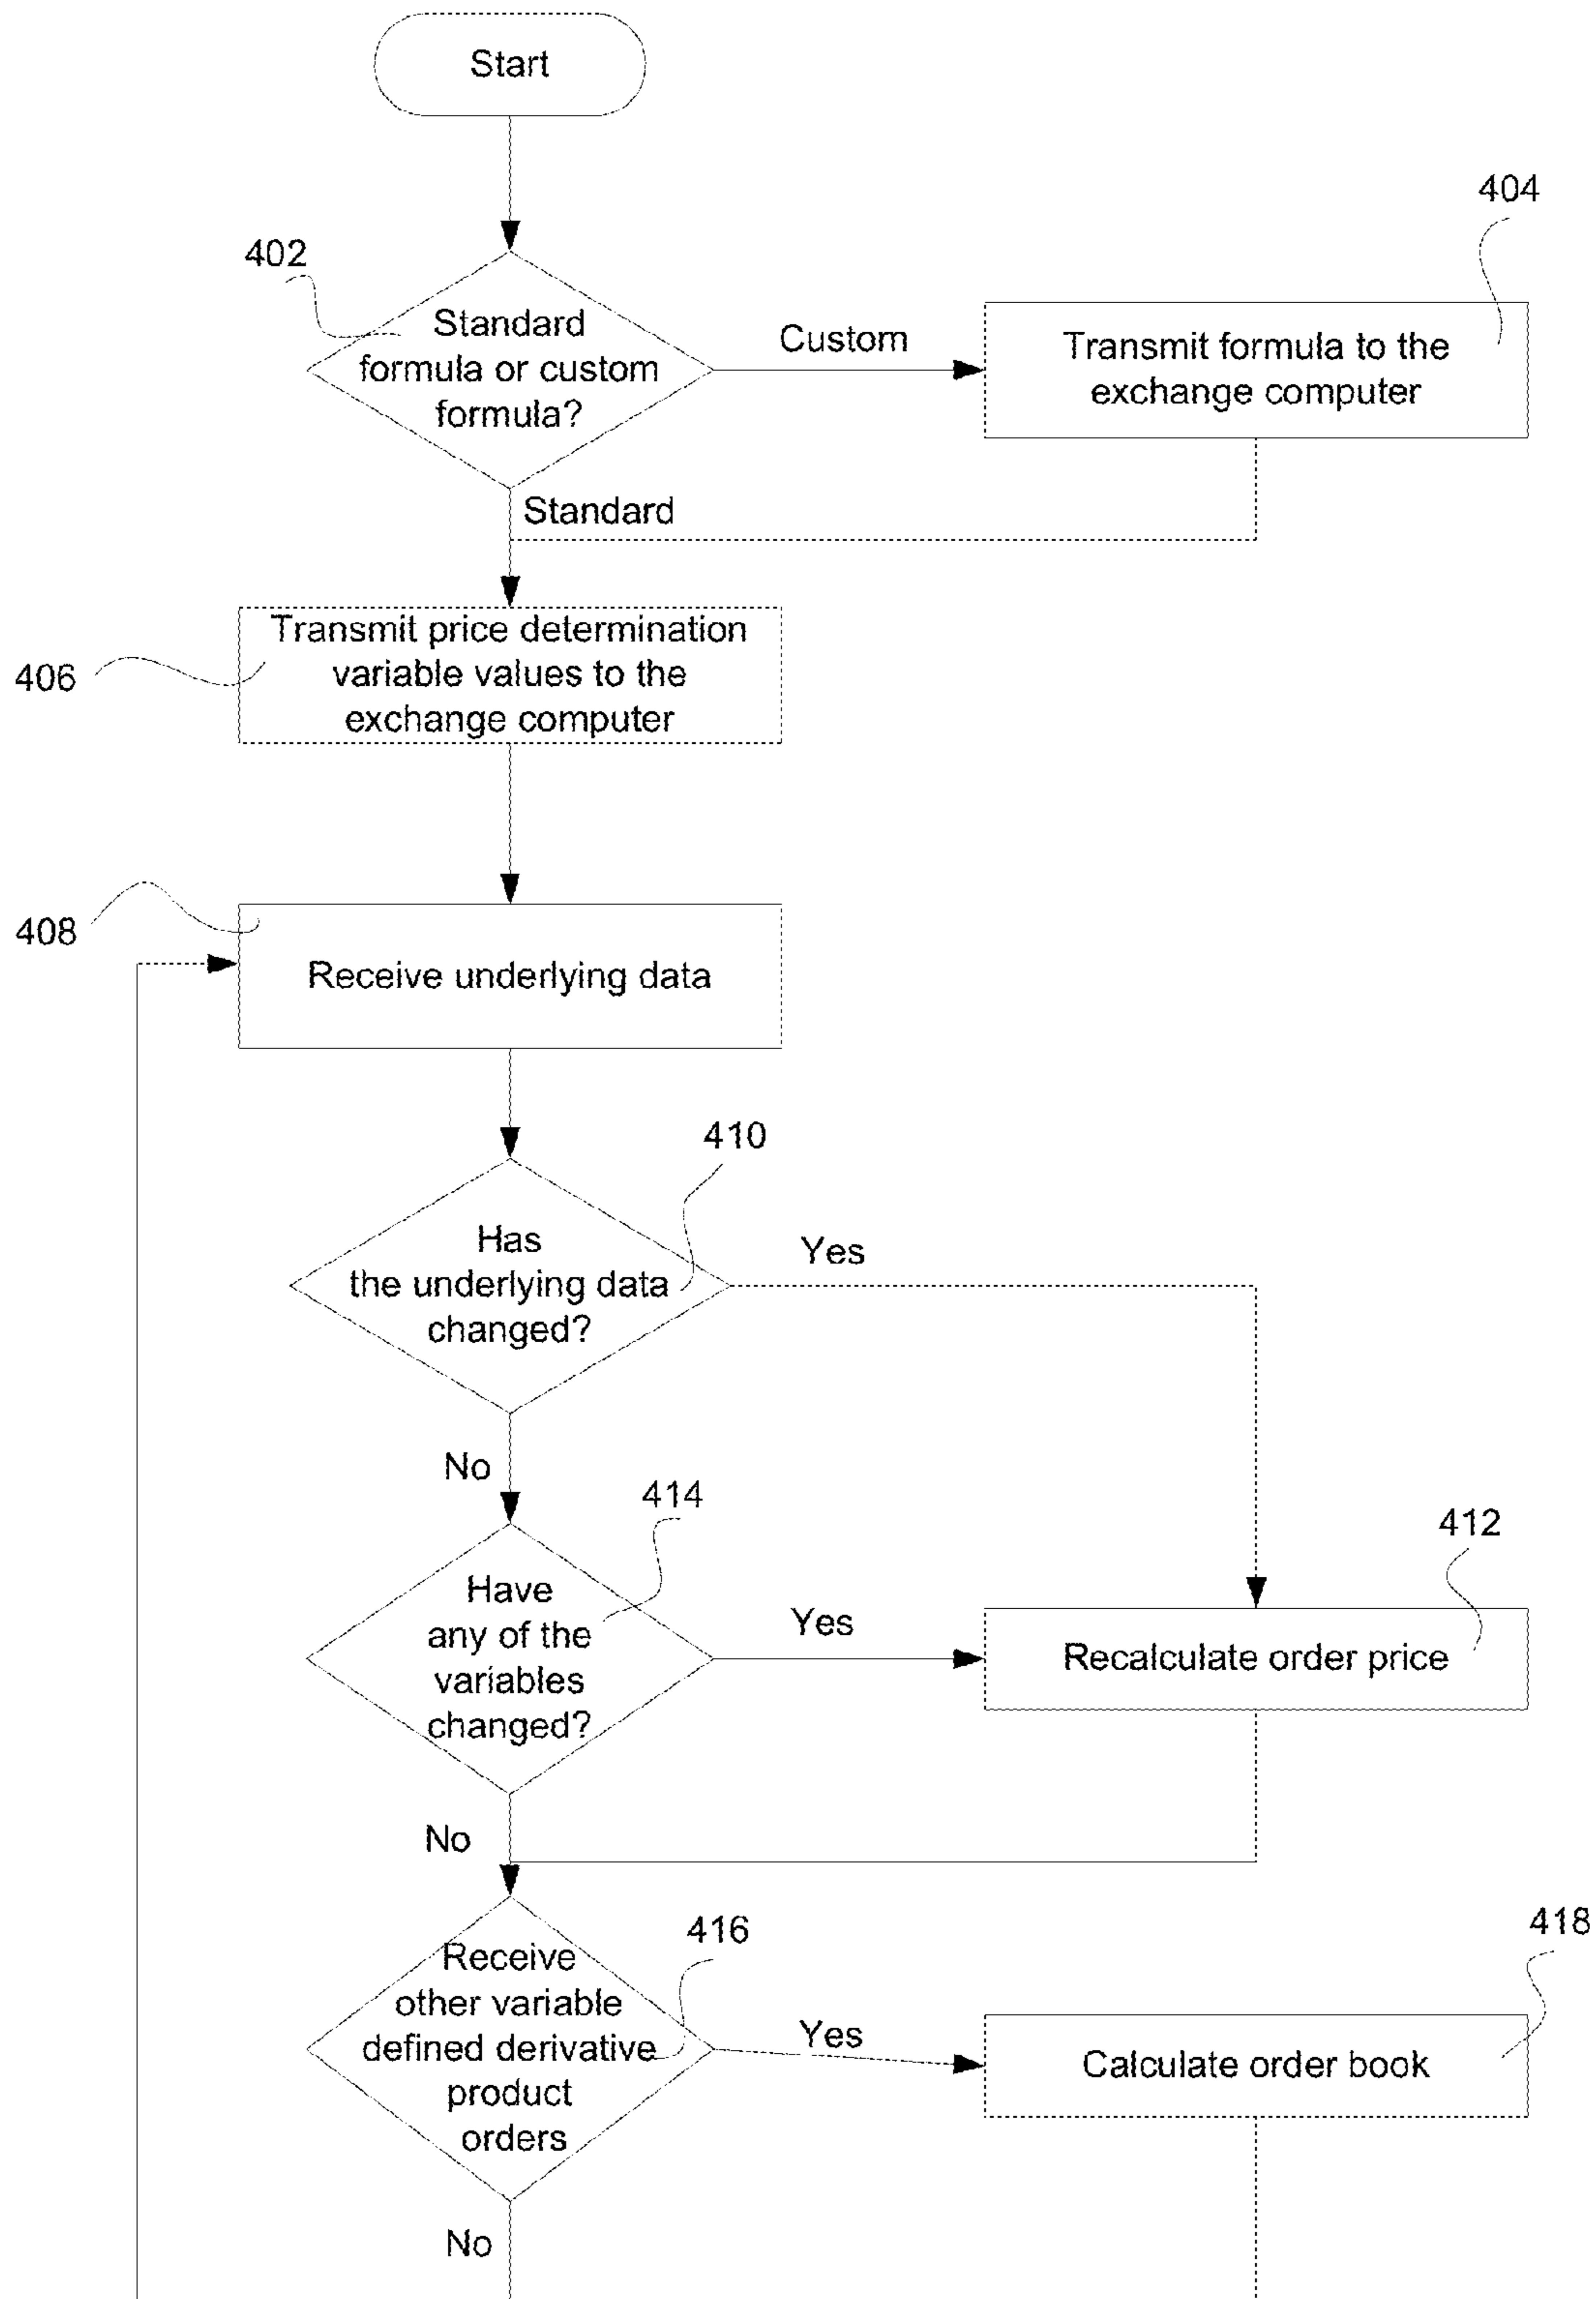 Start
402
Standard
formula or custom
formula?
Custom
404
Transmit formula to the
exchange computer
Standard
406
Transmit price determination
variable values to the
exchange computer
408
Receive underlying data
410
Has
the underlying data
changed?
Yes
No
414
Have
any of the
variables
changed?
Yes
412
Recalculate order price
No
416
Receive
other variable
defined derivative
product
orders
Yes
418
Calculate order book
No